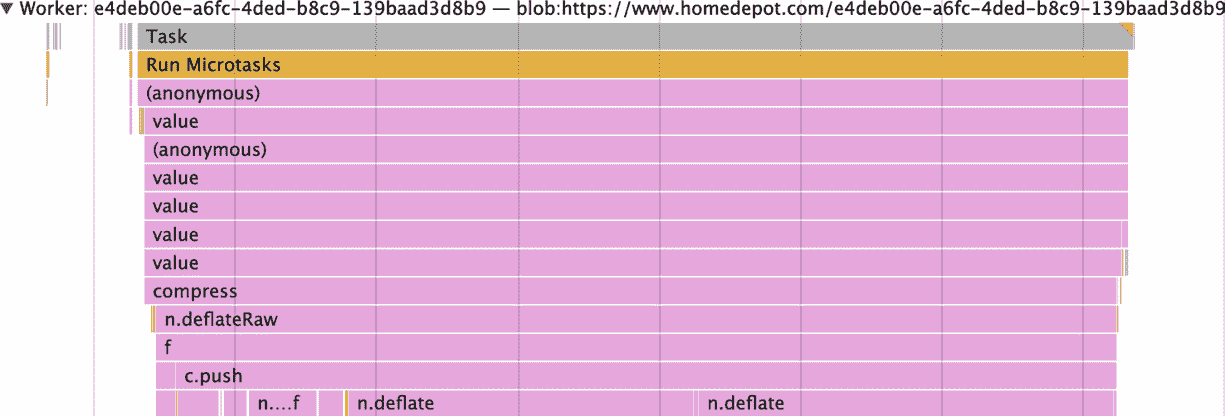 ▼ Worker: e4deb00e-a6fc-4ded-b8c9-139baad3d8b9 — blob:https://www.homedepot.com/e4deb00e-a6fc-4ded-b8c9-139baad3d8b9
Task
Run Microtasks
(anonymous)
value
(anonymous)
value
value
value
value
compress
n.deflateRaw
f
c.push
n.…f n.deflate n.deflate